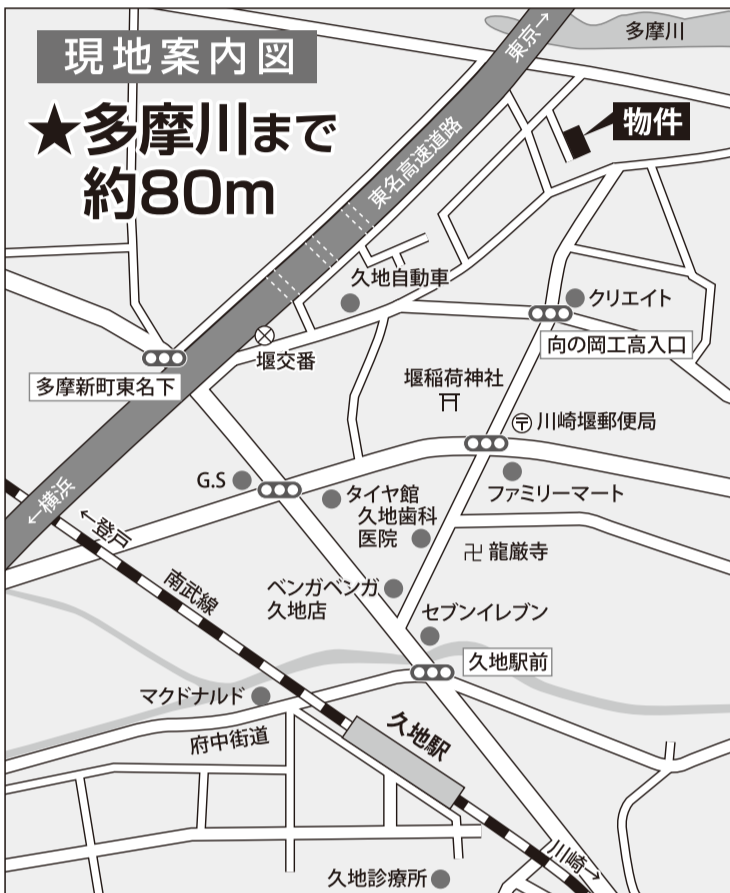 現地案内図
★多摩川まで
約80m
東京→
多摩川
物件
東名高速道路
久地自動車
クリエイト
向の岡工高入口
堰交番
多摩新町東名下
堰稲荷神社
〒川崎堰郵便局
G.S
タイヤ館
ファミリーマート
久地歯科
医院
←横浜
←登戸
卍 龍厳寺
南武線
ベンガベンガ
久地店
セブンイレブン
久地駅前
マクドナルド
府中街道
久地駅
川崎→
久地診療所